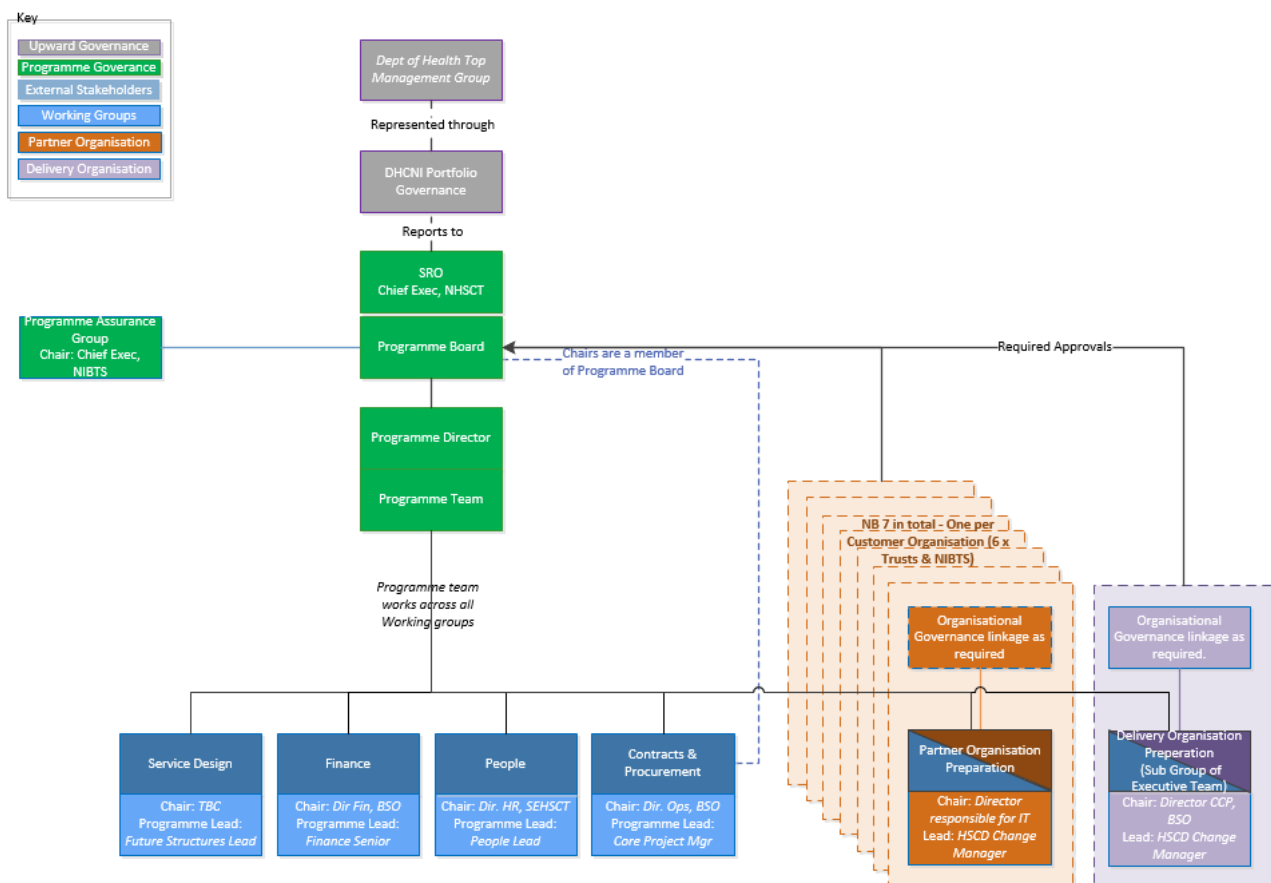 Key
Upward Governance
Programme Goverance
External Stakeholders
Working Groups
Partner Organisation
Delivery Organisation
Dept of Health Top
Management Group
Represented through
DHCNI Portfolio
Governance
Reports to
SRO
Chief Exec, NHSCT
Programme Assurance
Group
Chair: Chief Exec,
NIBTS
Programme Board
Chairs are a member
of Programme Board
Required Approvals
Programme Director
Programme Team
Programme team
works across all
Working groups
NB 7 in total - One per
Customer Organisation (6 x
Trusts & NIBTS)
Organisational
Governance linkage as
required
Organisational
Governance linkage as
required.
Service Design
Chair: TBC
Programme Lead:
Future Structures Lead
Finance
Chair: Dir Fin, BSO
Programme Lead:
Finance Senior
People
Chair: Dir. HR, SEHSCT
Programme Lead:
People Lead
Contracts &
Procurement
Chair: Dir. Ops, BSO
Programme Lead:
Core Project Mgr
Partner Organisation
Preparation
Chair: Director
responsible for IT
Lead: HSCD Change
Manager
Delivery Organisation
Preperation
(Sub Group of
Executive Team)
Chair: Director CCP,
BSO
Lead: HSCD Change
Manager